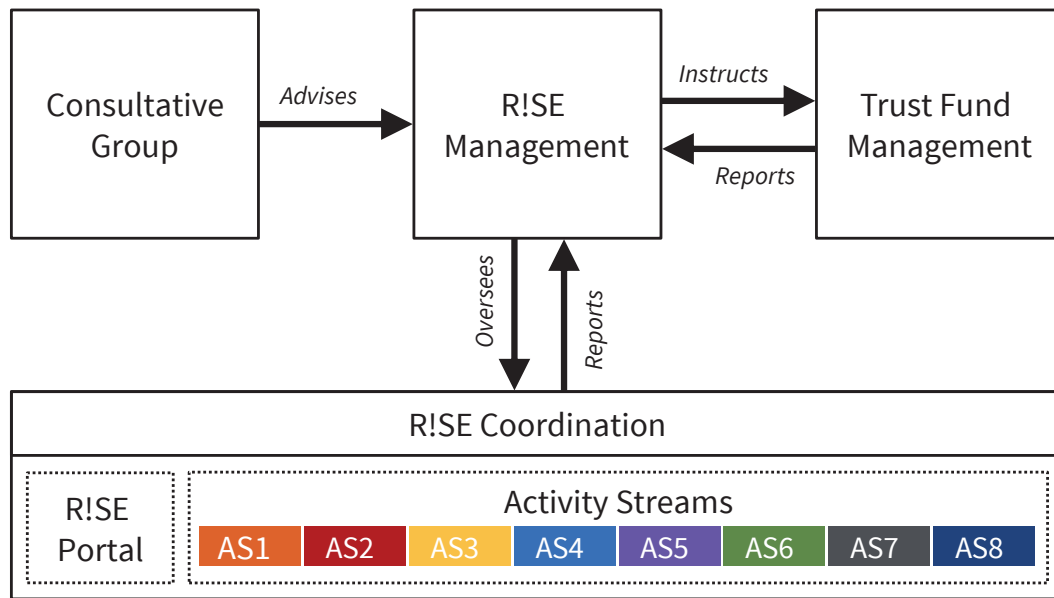 Consultative
Group
Advises
R!SE
Management
Instructs
Reports
Trust Fund
Management
Oversees
Reports
R!SE Coordination
R!SE
Portal
Activity Streams
AS1 AS2 AS3 AS4 AS5 AS6 AS7 AS8